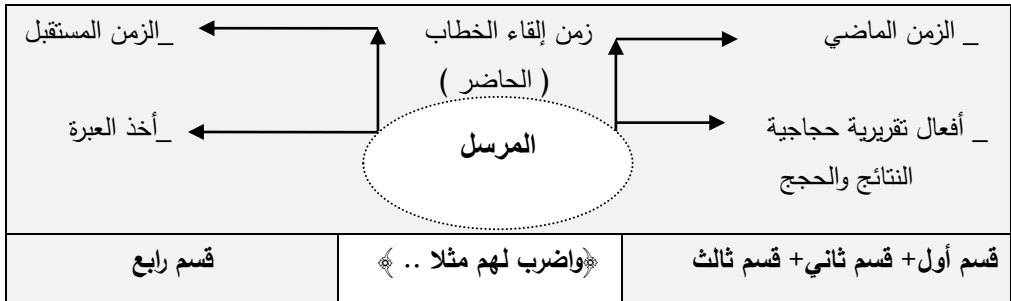 _ الزمن الماضي
زمن إلقاء الخطاب
_الزمن المستقبل
( الحاضر )
_ أفعال تقريرية حجاجية
المرسل
_أخذ العبرة
النتائج والحجج
قسم أول+ قسم ثاني+ قسم ثالث
﴿واضرب لهم مثلا .. ﴾
قسم رابع